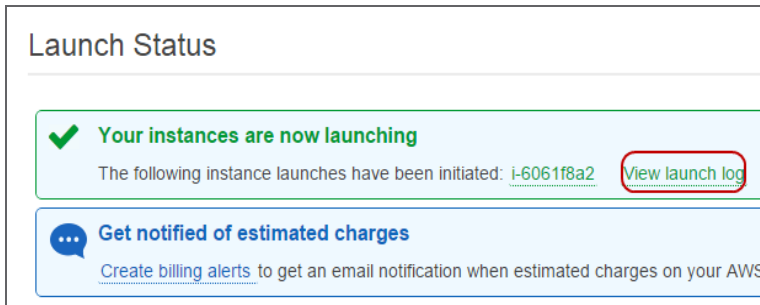 Launch Status
Your instances are now launching
The following instance launches have been initiated: i-6061f8a2 View launch log
Get notified of estimated charges
Create billing alerts to get an email notification when estimated charges on your AWS